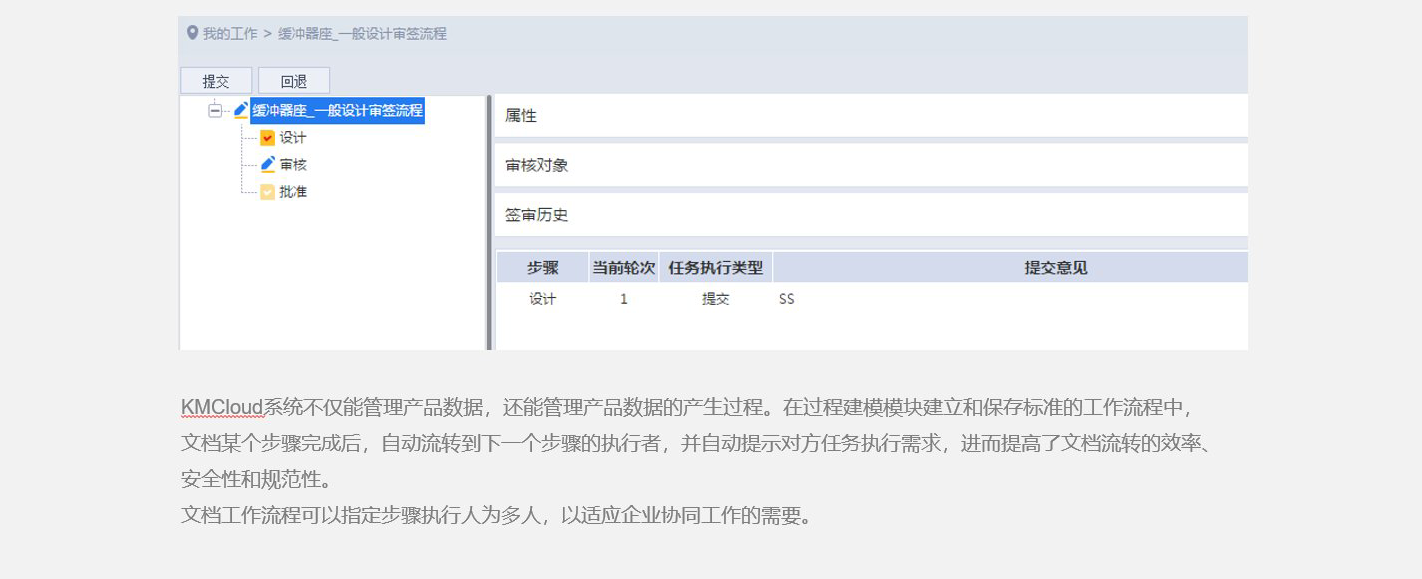 我的工作 > 缓冲器座_一般设计审签流程
提交 回退
缓冲器座_一般设计审签流程
设计
审核
批准
属性
审核对象
签审历史
步骤 当前轮次 任务执行类型 提交意见
设计 1 提交 SS
KMCloud系统不仅能管理产品数据，还能管理产品数据的产生过程。在过程建模模块建立和保存标准的工作流程中，
文档某个步骤完成后，自动流转到下一个步骤的执行者，并自动提示对方任务执行需求，进而提高了文档流转的效率、
安全性和规范性。
文档工作流程可以指定步骤执行人为多人，以适应企业协同工作的需要。